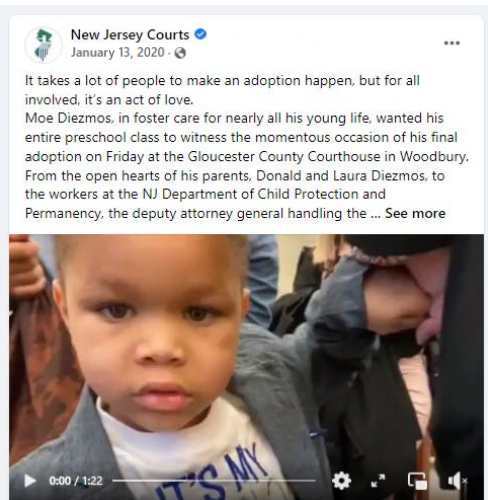 New Jersey Courts
January 13, 2020 ·
It takes a lot of people to make an adoption happen, but for all
involved, it's an act of love.
Moe Diezmos, in foster care for nearly all his young life, wanted his
entire preschool class to witness the momentous occasion of his final
adoption on Friday at the Gloucester County Courthouse in Woodbury.
From the open hearts of his parents, Donald and Laura Diezmos, to
the workers at the NJ Department of Child Protection and
Permanency, the deputy attorney general handling the ... See more
IT'S MY
0:00 / 1:22